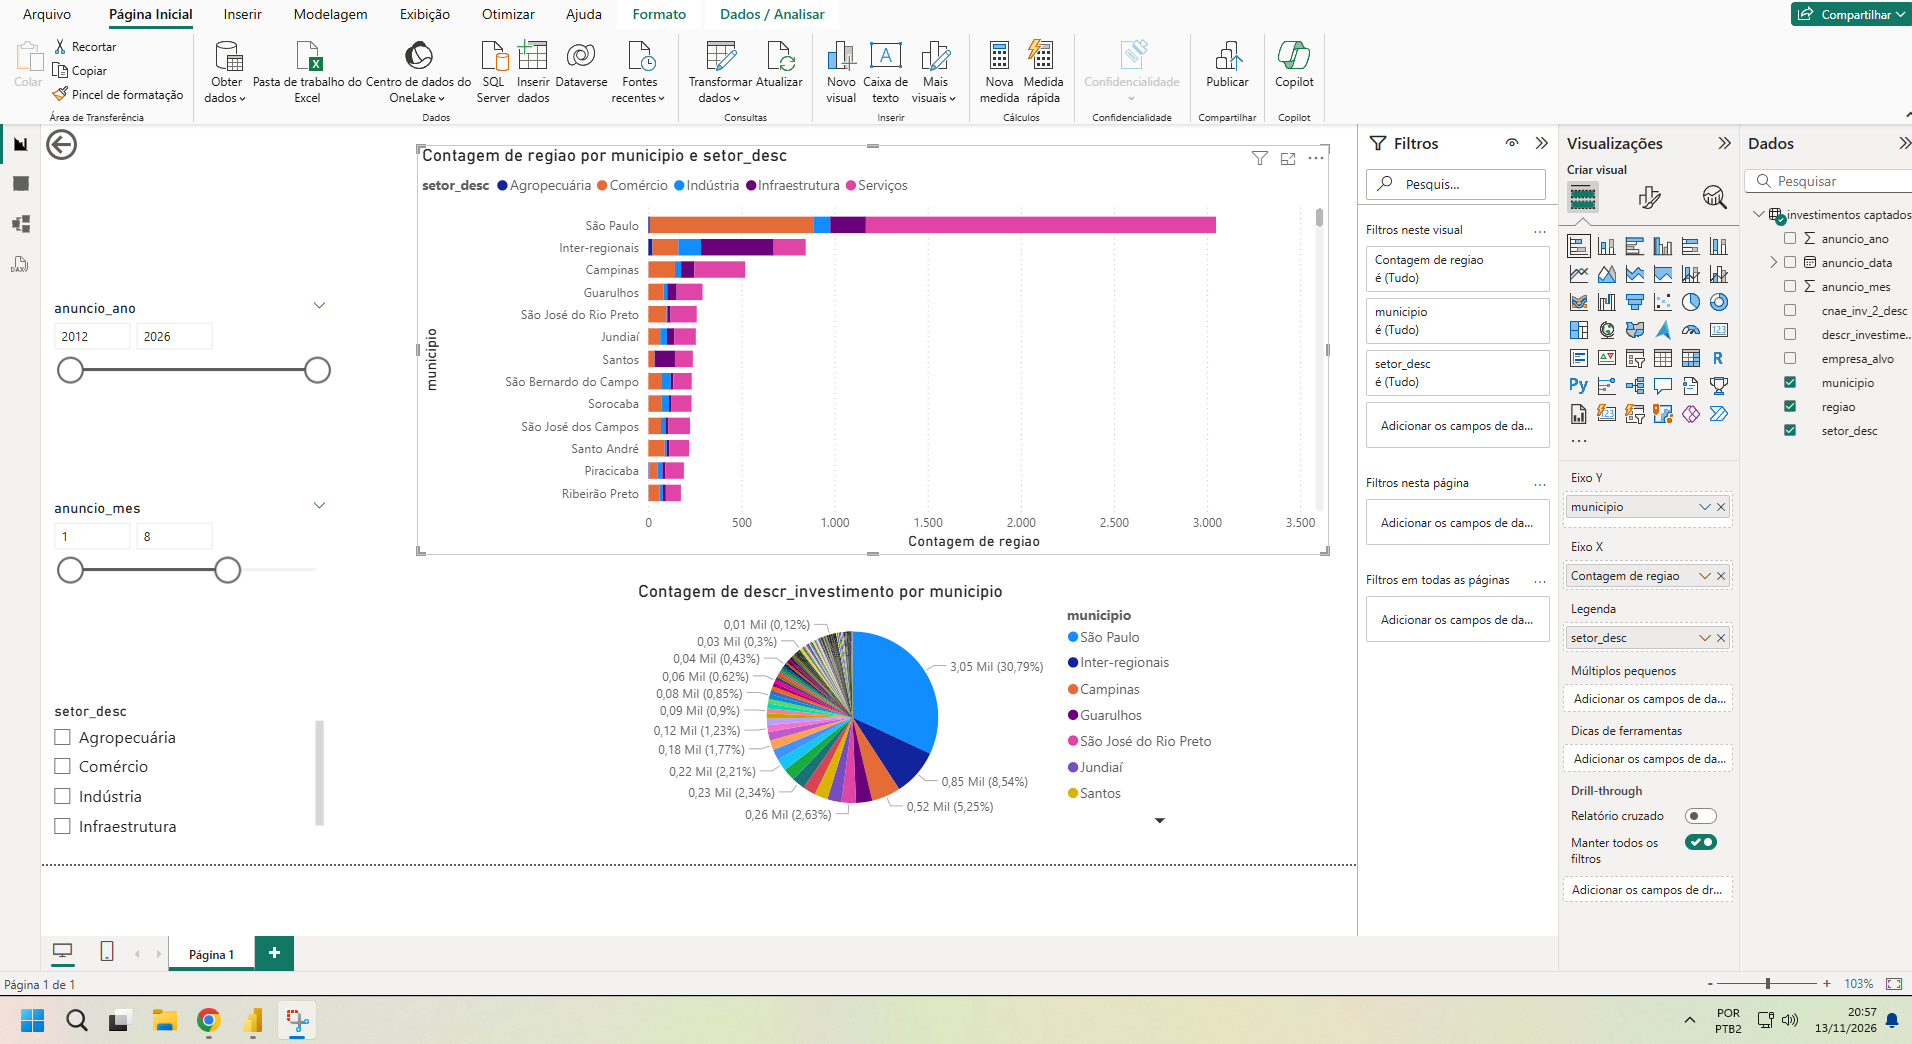 Arquivo Página Inicial Inserir Modelagem Exibição Otimizar Ajuda Formato Dados / Analisar Compartilhar
Colar
Recortar
Copiar
Pincel de formatação
Área de Transferência
Obter dados
Pasta de trabalho do Excel
Centro de dados do OneLake
SQL Server
Inserir dados
Dataverse
Fontes recentes
Dados
Transformar dados
Atualizar
Consultas
Novo visual
Caixa de texto
Mais visuais
Inserir
Nova medida
Medida rápida
Cálculos
Confidencialidade
Confidencialidade
Publicar
Compartilhar
Copilot
Copilot
anuncio_ano
2012 2026
anuncio_mes
1 8
setor_desc
Agropecuária
Comércio
Indústria
Infraestrutura
Contagem de regiao por municipio e setor_desc
setor_desc Agropecuária Comércio Indústria Infraestrutura Serviços
municipio
São Paulo
Inter-regionais
Campinas
Guarulhos
São José do Rio Preto
Jundiaí
Santos
São Bernardo do Campo
Sorocaba
São José dos Campos
Santo André
Piracicaba
Ribeirão Preto
0 500 1.000 1.500 2.000 2.500 3.000 3.500
Contagem de regiao
Contagem de descr_investimento por municipio
0,01 Mil (0,12%)
0,03 Mil (0,3%)
0,04 Mil (0,43%)
0,06 Mil (0,62%)
0,08 Mil (0,85%)
0,09 Mil (0,9%)
0,12 Mil (1,23%)
0,18 Mil (1,77%)
0,22 Mil (2,21%)
0,23 Mil (2,34%)
0,26 Mil (2,63%)
3,05 Mil (30,79%)
0,85 Mil (8,54%)
0,52 Mil (5,25%)
municipio
São Paulo
Inter-regionais
Campinas
Guarulhos
São José do Rio Preto
Jundiaí
Santos
Filtros
Pesquis...
Filtros neste visual ...
Contagem de regiao
é (Tudo)
municipio
é (Tudo)
setor_desc
é (Tudo)
Adicionar os campos de da...
Filtros nesta página ...
Adicionar os campos de da...
Filtros em todas as páginas ...
Adicionar os campos de da...
Visualizações
Criar visual
123
R
Py
123
...
Eixo Y
municipio
Eixo X
Contagem de regiao
Legenda
setor_desc
Múltiplos pequenos
Adicionar os campos de da...
Dicas de ferramentas
Adicionar os campos de da...
Drill-through
Relatório cruzado
Manter todos os filtros
Adicionar os campos de dr...
Dados
Pesquisar
investimentos captados
anuncio_ano
anuncio_data
anuncio_mes
cnae_inv_2_desc
descr_investime...
empresa_alvo
municipio
regiao
setor_desc
Página 1
Página 1 de 1
- + 103%
POR
PTB2
20:57
13/11/2026